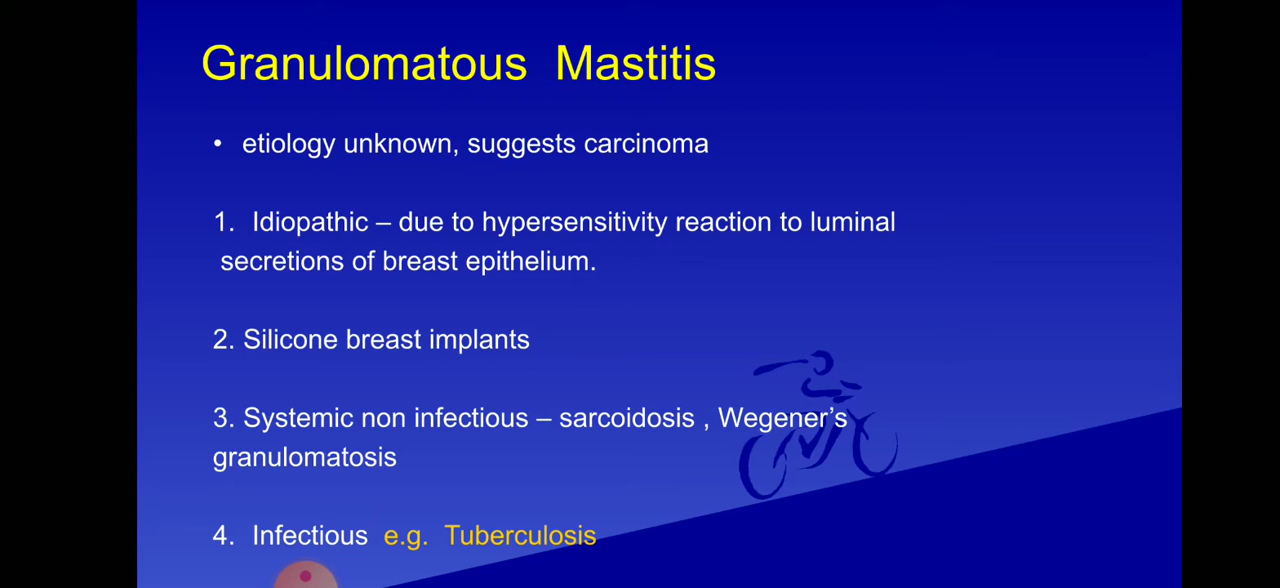 Granulomatous Mastitis
• etiology unknown, suggests carcinoma
1. Idiopathic – due to hypersensitivity reaction to luminal
secretions of breast epithelium.
2. Silicone breast implants
3. Systemic non infectious – sarcoidosis , Wegener’s
granulomatosis
4. Infectious e.g. Tuberculosis